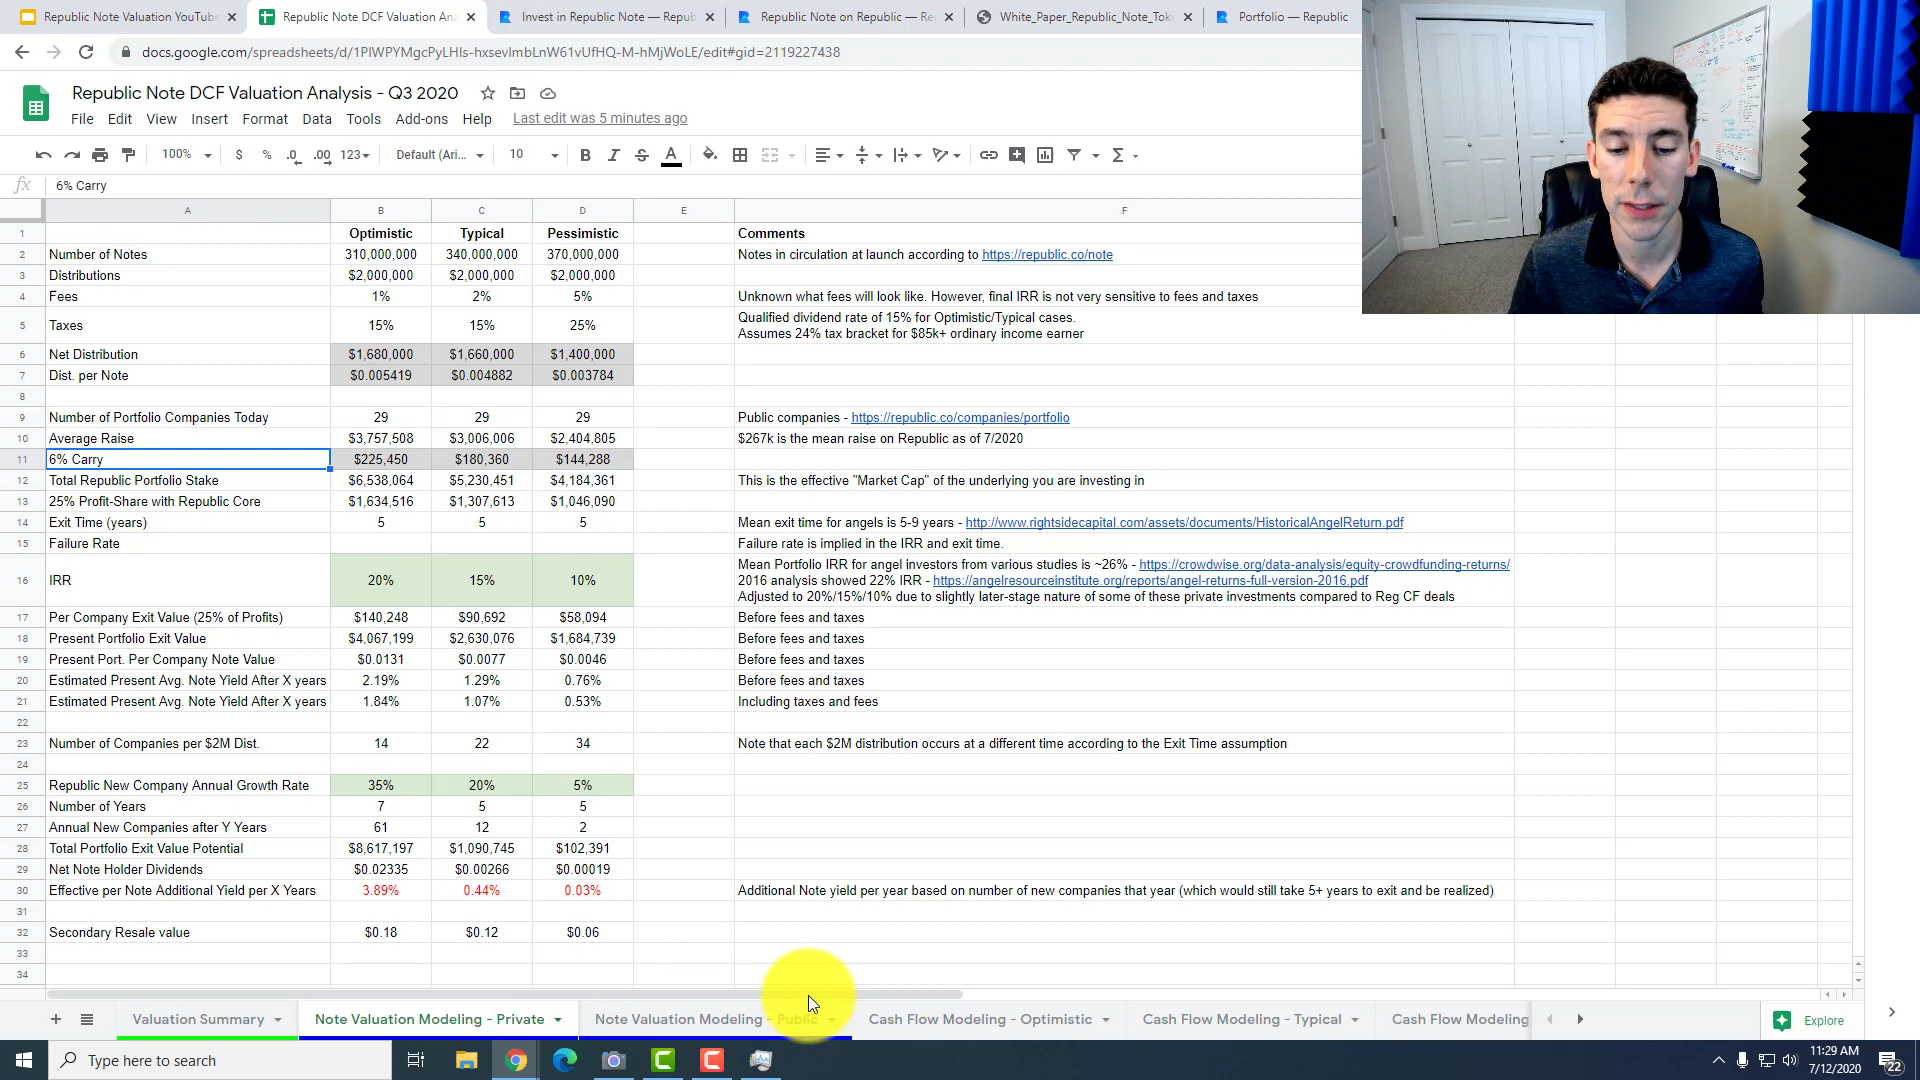 Republic Note Valuation YouTube
Republic Note DCF Valuation Ana
Invest in Republic Note — Repub
Republic Note on Republic — Re
White_Paper_Republic_Note_Tok
Portfolio — Republic
docs.google.com/spreadsheets/d/1PlWPYMgcPyLHIs-hxsevlmbLnW61vUfHQ-M-hMjWoLE/edit#gid=2119227438
Republic Note DCF Valuation Analysis - Q3 2020
File Edit View Insert Format Data Tools Add-ons Help Last edit was 5 minutes ago
100% $ % .0 .00 123 Default (Ari... 10 B I S A
fx 6% Carry
A B C D E F
1 Optimistic Typical Pessimistic Comments
2 Number of Notes 310,000,000 340,000,000 370,000,000 Notes in circulation at launch according to https://republic.co/note
3 Distributions $2,000,000 $2,000,000 $2,000,000
4 Fees 1% 2% 5% Unknown what fees will look like. However, final IRR is not very sensitive to fees and taxes
5 Taxes 15% 15% 25% Qualified dividend rate of 15% for Optimistic/Typical cases.
Assumes 24% tax bracket for $85k+ ordinary income earner
6 Net Distribution $1,680,000 $1,660,000 $1,400,000
7 Dist. per Note $0.005419 $0.004882 $0.003784
8
9 Number of Portfolio Companies Today 29 29 29 Public companies - https://republic.co/companies/portfolio
10 Average Raise $3,757,508 $3,006,006 $2,404,805 $267k is the mean raise on Republic as of 7/2020
11 6% Carry $225,450 $180,360 $144,288
12 Total Republic Portfolio Stake $6,538,064 $5,230,451 $4,184,361 This is the effective "Market Cap" of the underlying you are investing in
13 25% Profit-Share with Republic Core $1,634,516 $1,307,613 $1,046,090
14 Exit Time (years) 5 5 5 Mean exit time for angels is 5-9 years - http://www.rightsidecapital.com/assets/documents/HistoricalAngelReturn.pdf
15 Failure Rate Failure rate is implied in the IRR and exit time.
16 IRR 20% 15% 10% Mean Portfolio IRR for angel investors from various studies is ~26% - https://crowdwise.org/data-analysis/equity-crowdfunding-returns/
2016 analysis showed 22% IRR - https://angelresourceinstitute.org/reports/angel-returns-full-version-2016.pdf
Adjusted to 20%/15%/10% due to slightly later-stage nature of some of these private investments compared to Reg CF deals
17 Per Company Exit Value (25% of Profits) $140,248 $90,692 $58,094 Before fees and taxes
18 Present Portfolio Exit Value $4,067,199 $2,630,076 $1,684,739 Before fees and taxes
19 Present Port. Per Company Note Value $0.0131 $0.0077 $0.0046 Before fees and taxes
20 Estimated Present Avg. Note Yield After X years 2.19% 1.29% 0.76% Before fees and taxes
21 Estimated Present Avg. Note Yield After X years 1.84% 1.07% 0.53% Including taxes and fees
22
23 Number of Companies per $2M Dist. 14 22 34 Note that each $2M distribution occurs at a different time according to the Exit Time assumption
24
25 Republic New Company Annual Growth Rate 35% 20% 5%
26 Number of Years 7 5 5
27 Annual New Companies after Y Years 61 12 2
28 Total Portfolio Exit Value Potential $8,617,197 $1,090,745 $102,391
29 Net Note Holder Dividends $0.02335 $0.00266 $0.00019
30 Effective per Note Additional Yield per X Years 3.89% 0.44% 0.03% Additional Note yield per year based on number of new companies that year (which would still take 5+ years to exit and be realized)
31
32 Secondary Resale value $0.18 $0.12 $0.06
33
34
Valuation Summary Note Valuation Modeling - Private Note Valuation Modeling - Public Cash Flow Modeling - Optimistic Cash Flow Modeling - Typical Cash Flow Modeling Explore
Type here to search
11:29 AM
7/12/2020
22